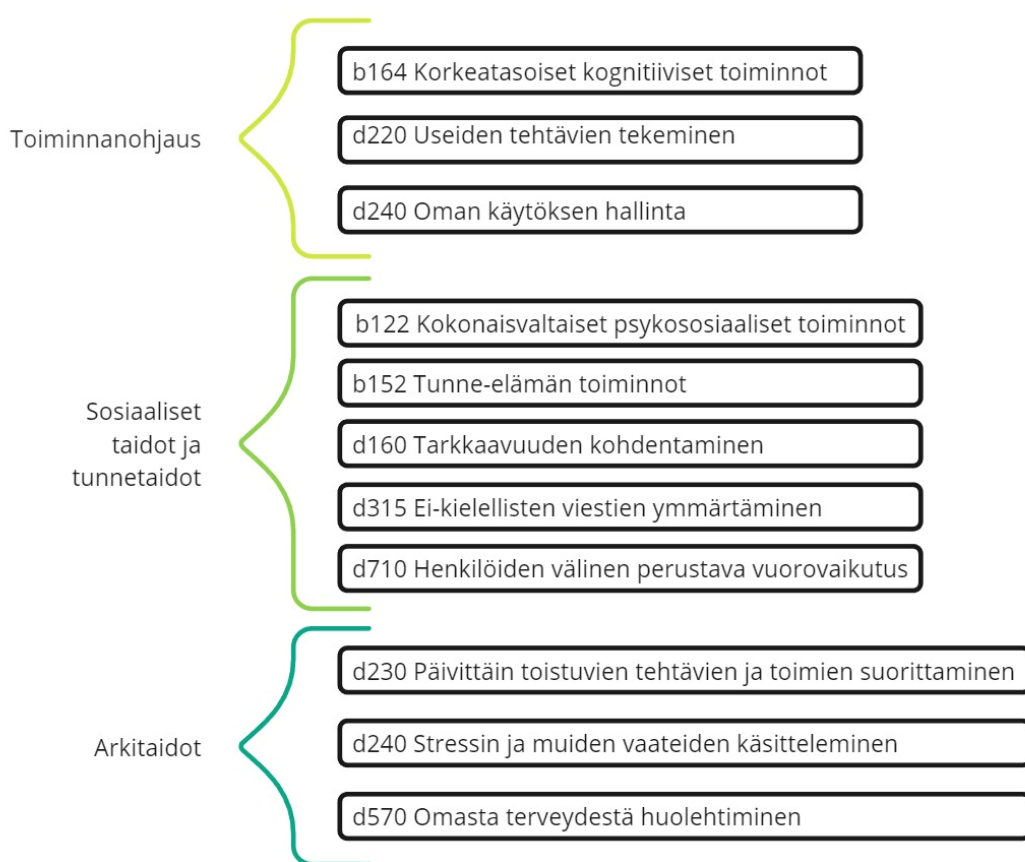 Toiminnanohjaus
b164 Korkeatasoiset kognitiiviset toiminnot
d220 Useiden tehtävien tekeminen
d240 Oman käytöksen hallinta
Sosiaaliset
taidot ja
tunnetaidot
b122 Kokonaisvaltaiset psykososiaaliset toiminnot
b152 Tunne-elämän toiminnot
d160 Tarkkaavuuden kohdentaminen
d315 Ei-kielellisten viestien ymmärtäminen
d710 Henkilöiden välinen perustava vuorovaikutus
Arkitaidot
d230 Päivittäin toistuvien tehtävien ja toimien suorittaminen
d240 Stressin ja muiden vaateiden käsitteleminen
d570 Omasta terveydestä huolehtiminen